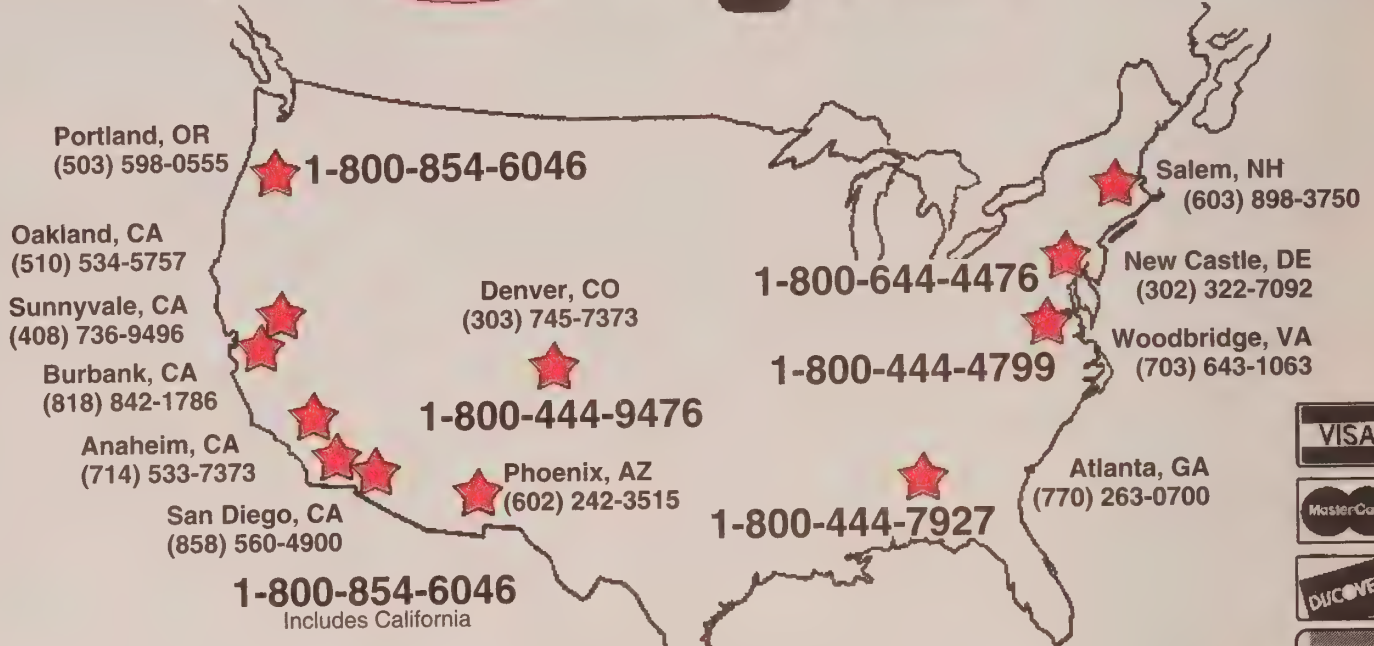 Portland, OR
(503) 598-0555
1-800-854-6046
Oakland, CA
(510) 534-5757
Sunnyvale, CA
(408) 736-9496
Burbank, CA
(818) 842-1786
Anaheim, CA
(714) 533-7373
San Diego, CA
(858) 560-4900
1-800-854-6046
Includes California
Denver, CO
(303) 745-7373
1-800-444-9476
Phoenix, AZ
(602) 242-3515
Salem, NH
(603) 898-3750
1-800-644-4476
New Castle, DE
(302) 322-7092
1-800-444-4799
Woodbridge, VA
(703) 643-1063
Atlanta, GA
(770) 263-0700
1-800-444-7927
VISA
MasterCa
DISCOVE